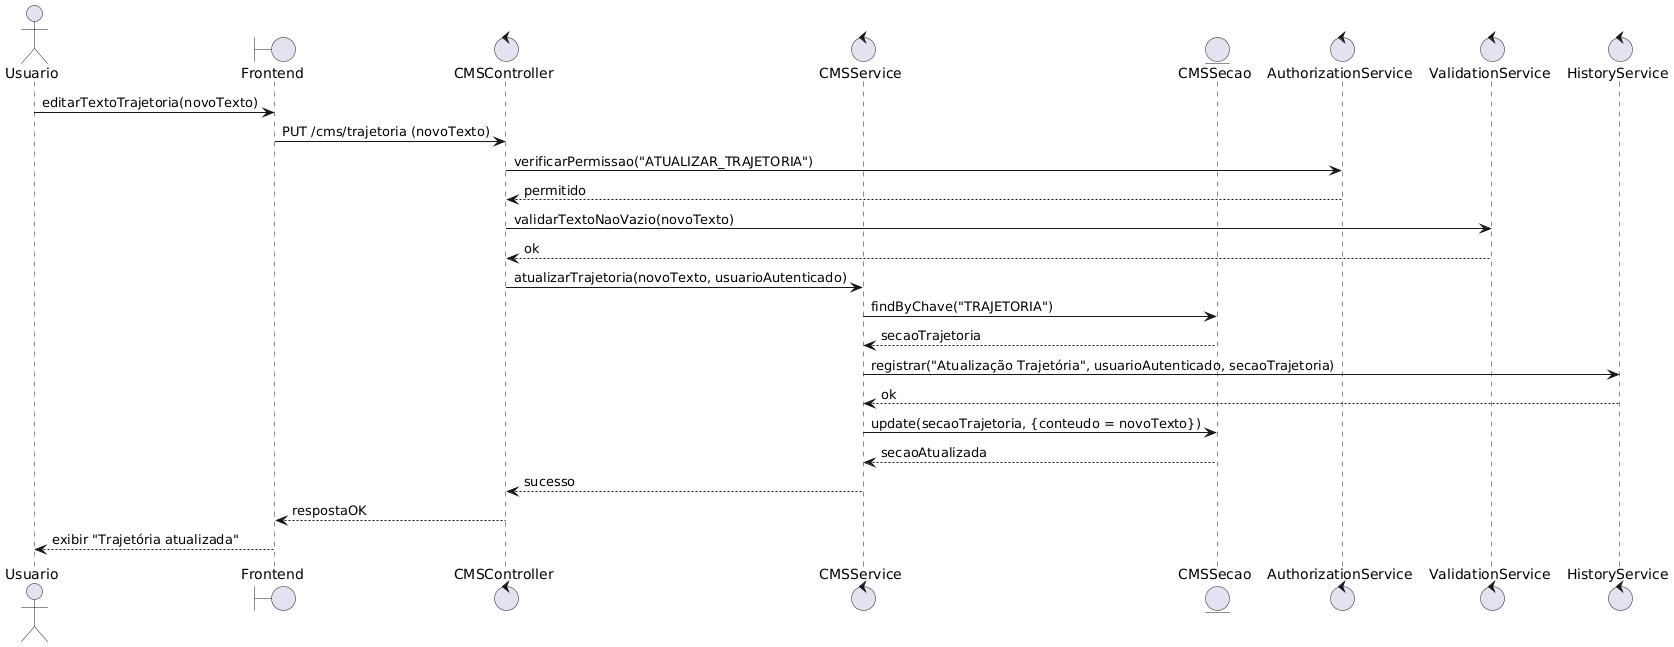 Usuario
Frontend
CMSController
CMSService
CMSSecao
AuthorizationService
ValidationService
HistoryService
editarTextoTrajetoria(novoTexto)
PUT /cms/trajetoria (novoTexto)
verificarPermissao("ATUALIZAR_TRAJETORIA")
permitido
validarTextoNaoVazio(novoTexto)
ok
atualizarTrajetoria(novoTexto, usuarioAutenticado)
findByChave("TRAJETORIA")
secaoTrajetoria
registrar("Atualização Trajetória", usuarioAutenticado, secaoTrajetoria)
ok
update(secaoTrajetoria, {conteudo = novoTexto})
secaoAtualizada
sucesso
respostaOK
exibir "Trajetória atualizada"
Usuario
Frontend
CMSController
CMSService
CMSSecao
AuthorizationService
ValidationService
HistoryService